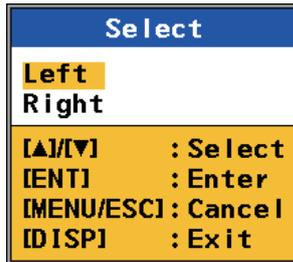 Select
Left
Right
[▲]/[▼] :Select
[ENT] :Enter
[MENU/ESC]:Cancel
[DISP] :Exit